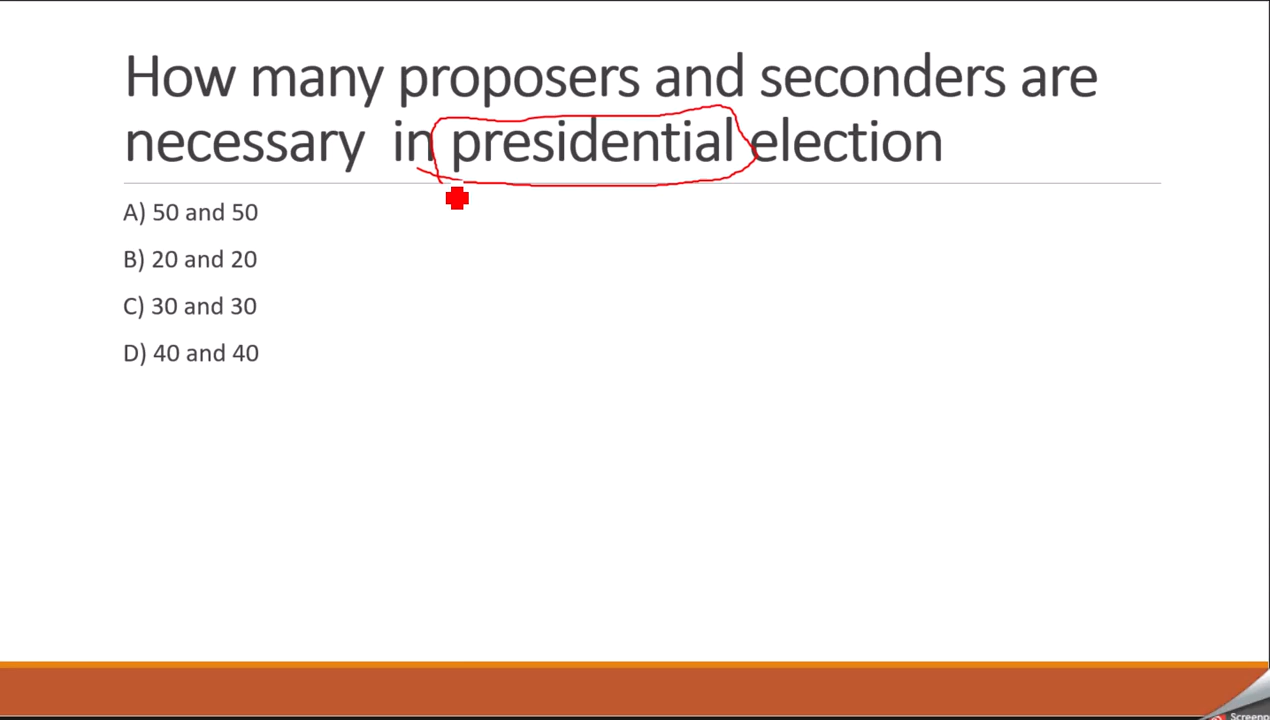 How many proposers and seconders are
necessary in presidential election
A) 50 and 50
B) 20 and 20
C) 30 and 30
D) 40 and 40